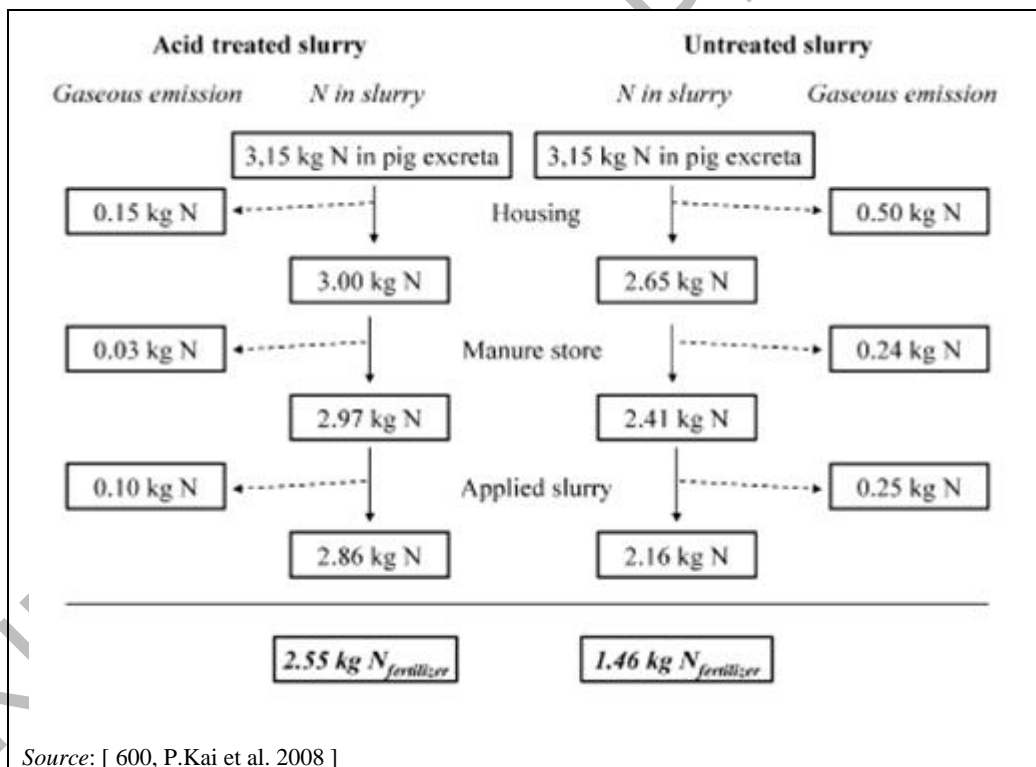 Acid treated slurry Untreated slurry
Gaseous emission N in slurry N in slurry Gaseous emission
3,15 kg N in pig excreta 3,15 kg N in pig excreta
0.15 kg N Housing 0.50 kg N
3.00 kg N 2.65 kg N
0.03 kg N Manure store 0.24 kg N
2.97 kg N 2.41 kg N
0.10 kg N Applied slurry 0.25 kg N
2.86 kg N 2.16 kg N
2.55 kg Nfertilizer 1.46 kg Nfertilizer
Source: [ 600, P.Kai et al. 2008 ]